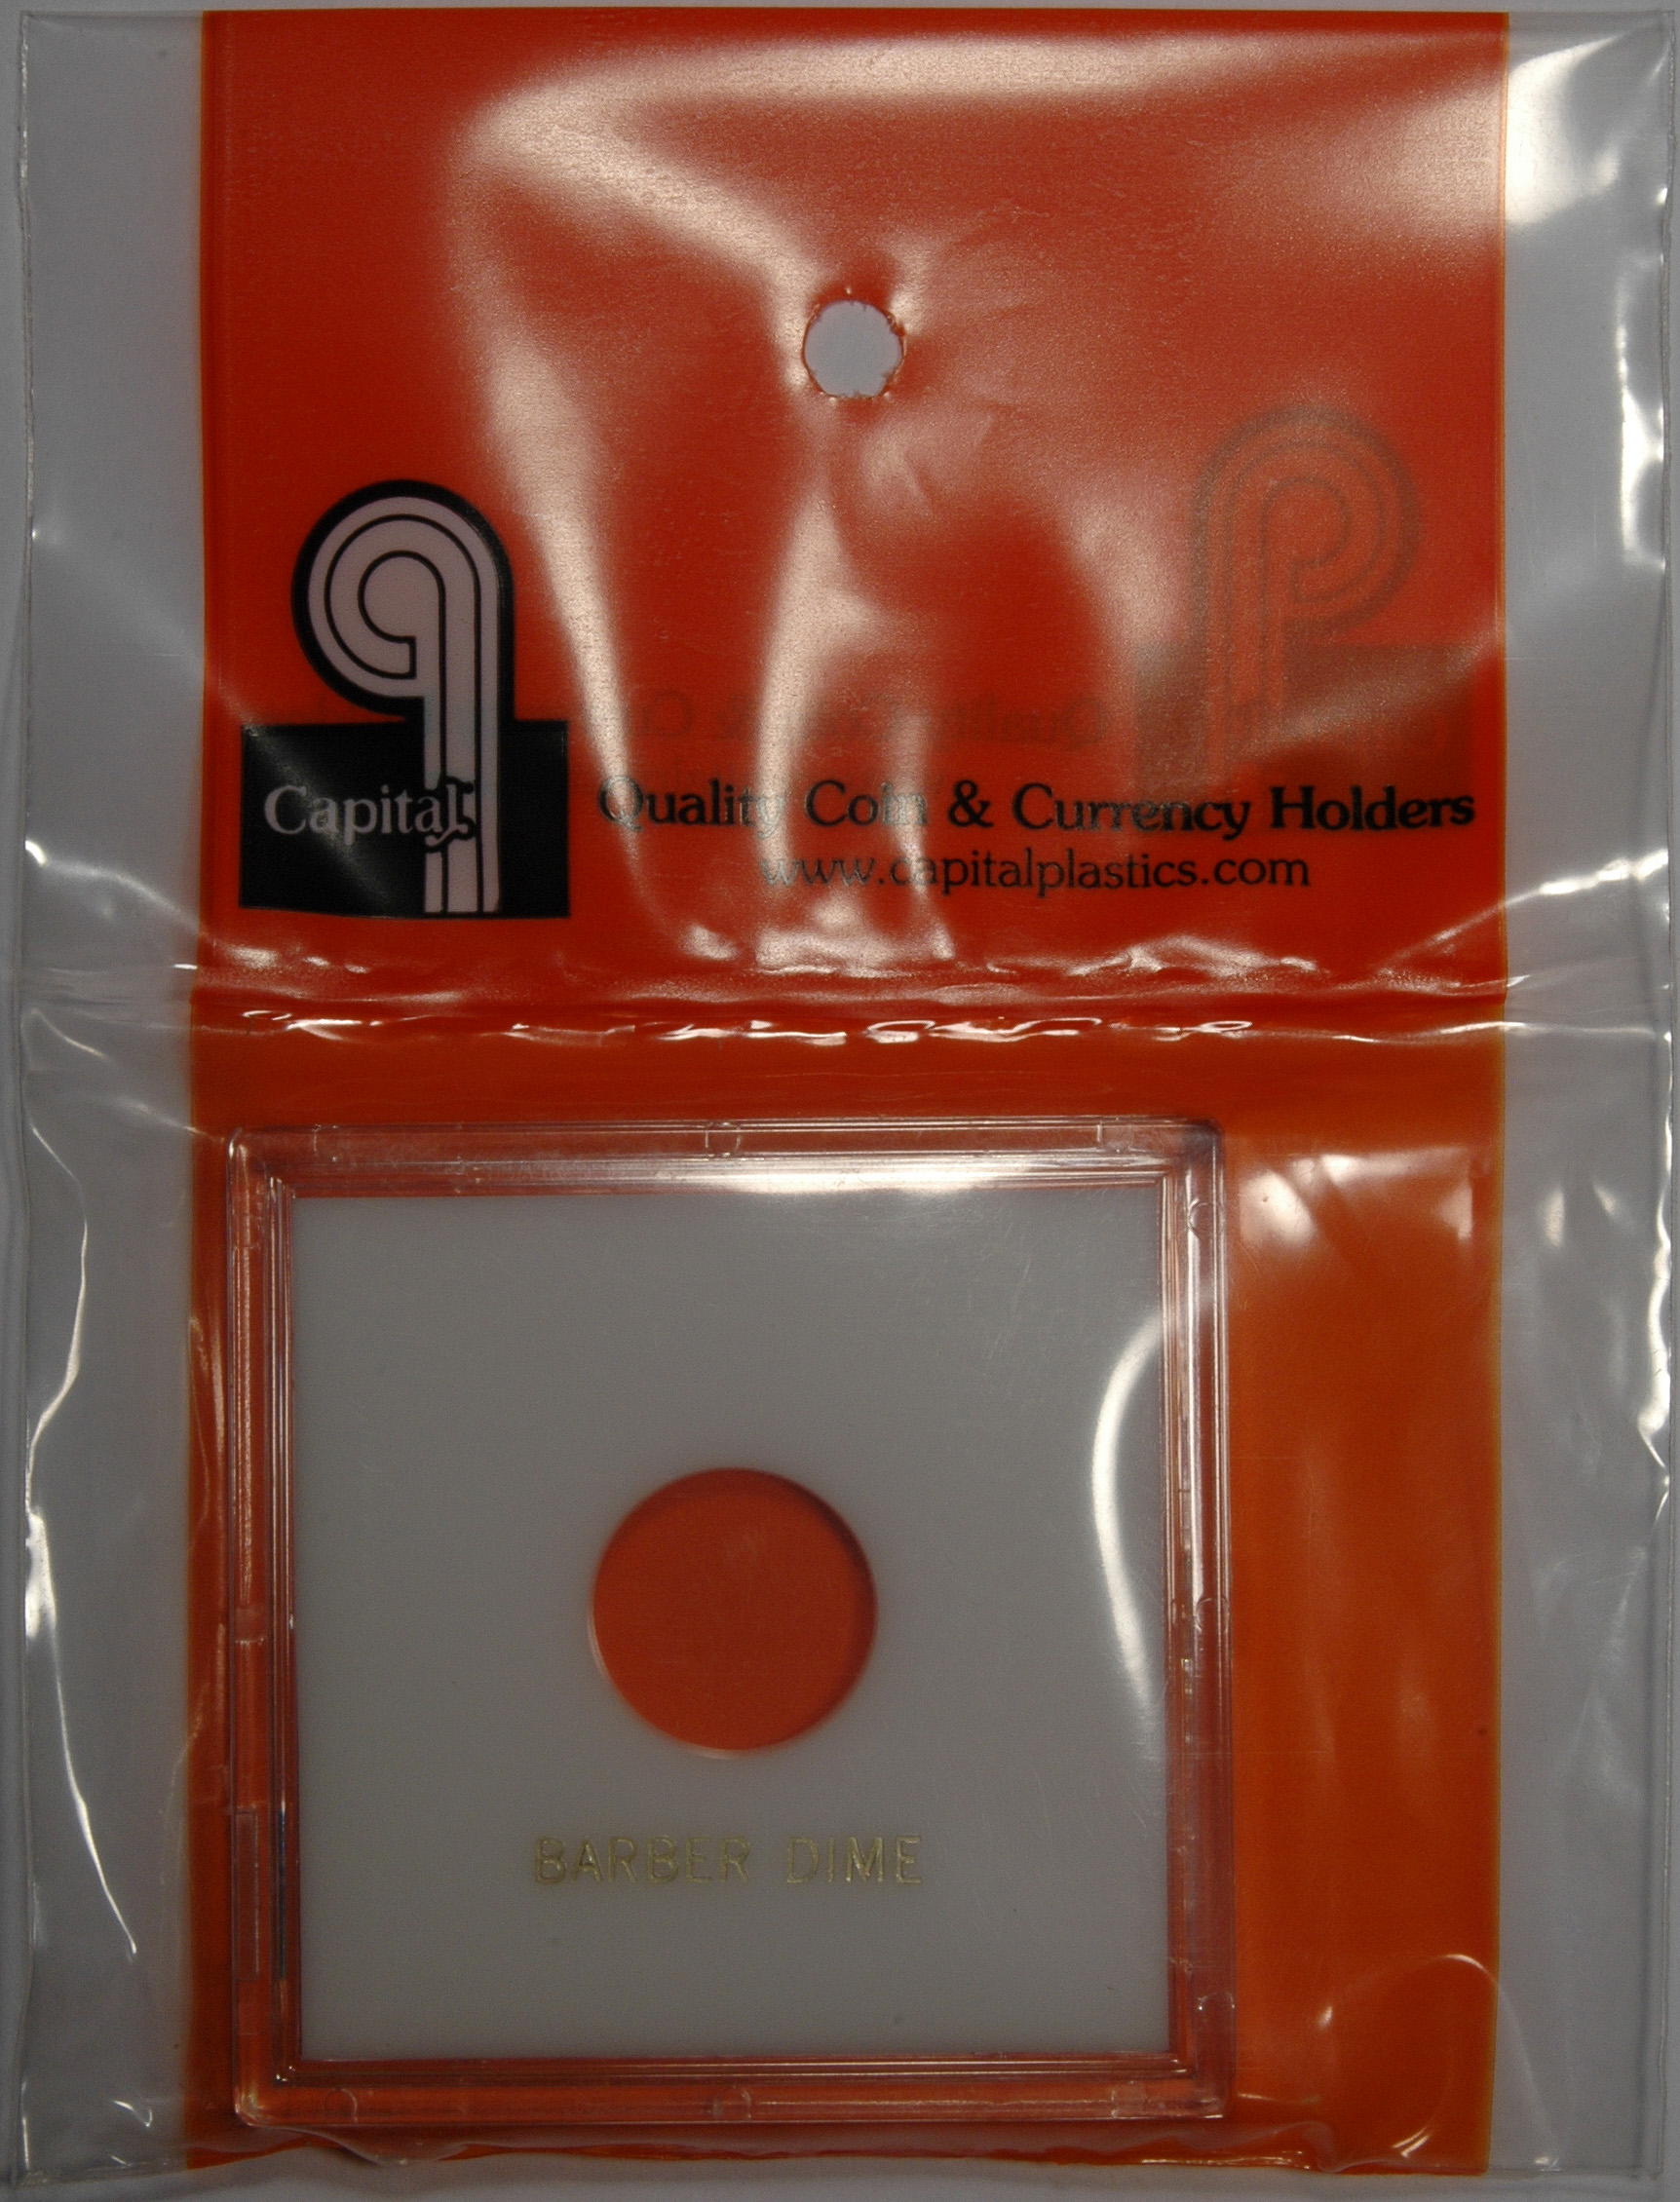 Capital
Quality Coin & Currency Holders
www.capitalplastics.com
BARBER DIME